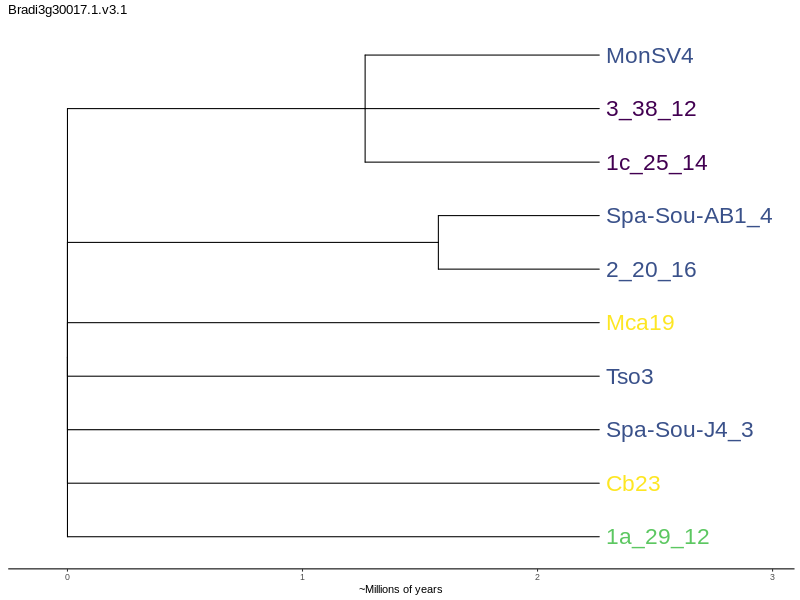 Bradi3g30017.1.v3.1
MonSV4
3_38_12
1c_25_14
Spa-Sou-AB1_4
2_20_16
Mca19
Tso3
Spa-Sou-J4_3
Cb23
1a_29_12
0 1 2 3
~Millions of years